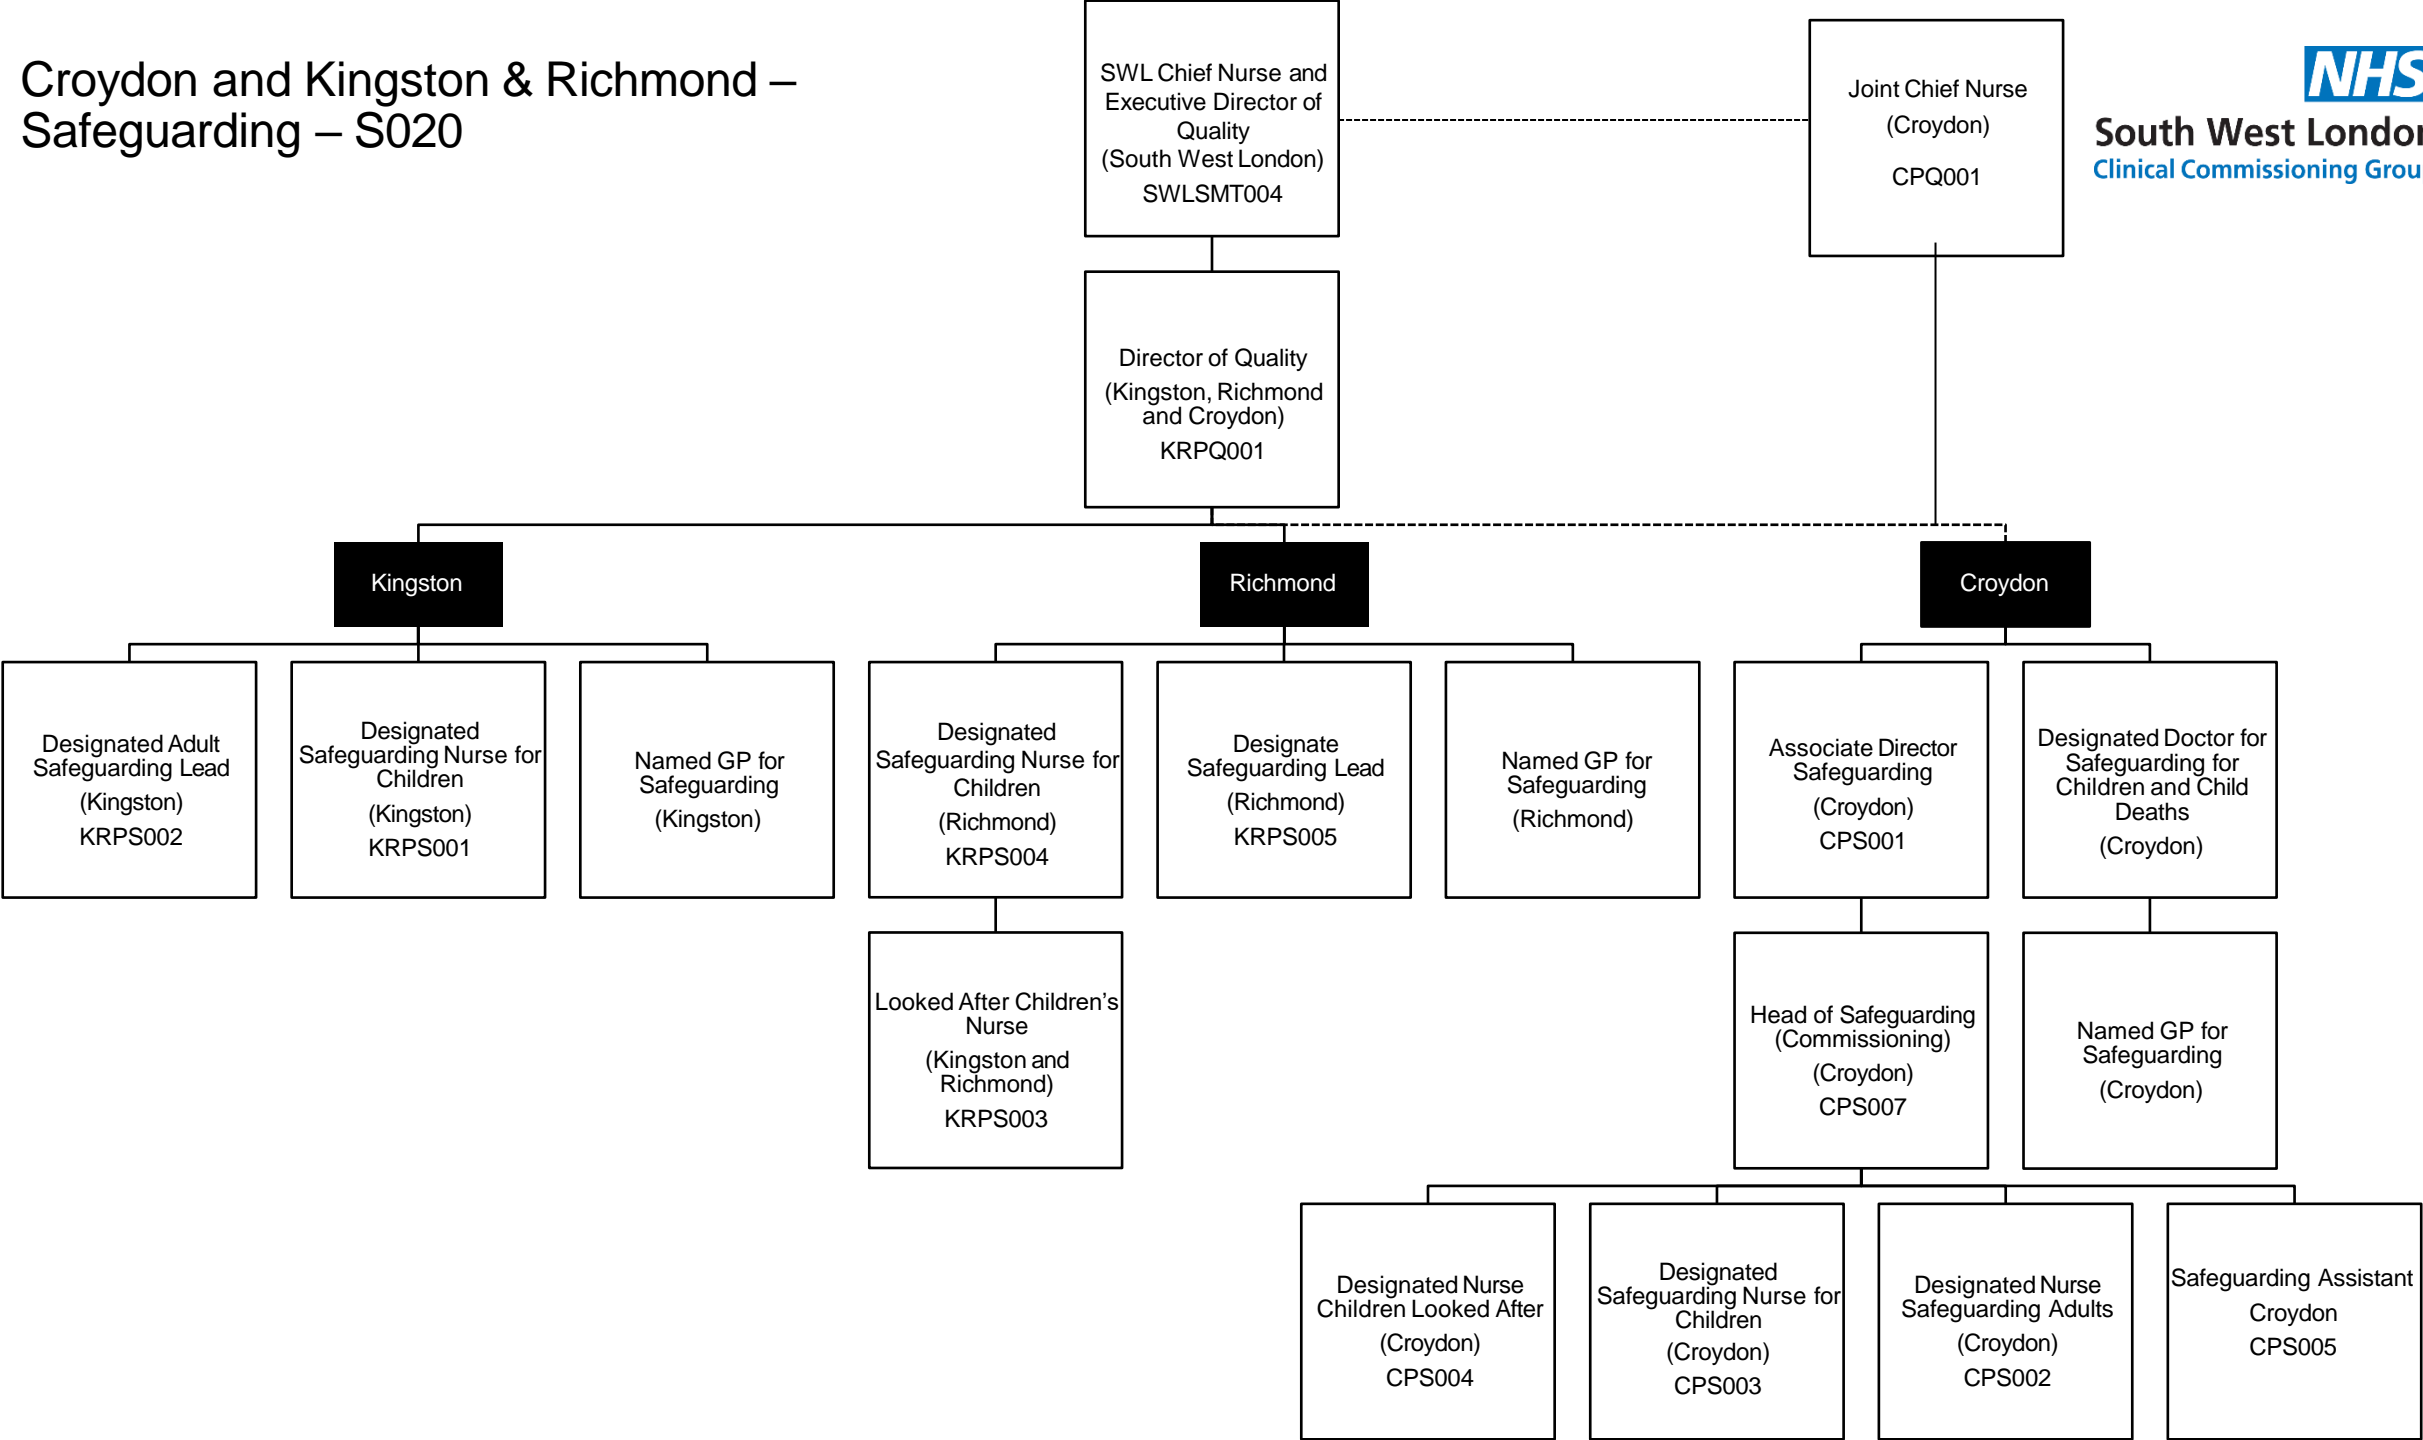 Croydon and Kingston & Richmond –
Safeguarding – S020
SWL Chief Nurse and
Executive Director of
Quality
(South West London)
SWLSMT004
Joint Chief Nurse
(Croydon)
CPQ001
NHS
South West London
Clinical Commissioning Grou
Director of Quality
(Kingston, Richmond
and Croydon)
KRPQ001
Kingston
Richmond
Croydon
Designated Adult
Safeguarding Lead
(Kingston)
KRPS002
Designated
Safeguarding Nurse for
Children
(Kingston)
KRPS001
Named GP for
Safeguarding
(Kingston)
Designated
Safeguarding Nurse for
Children
(Richmond)
KRPS004
Designate
Safeguarding Lead
(Richmond)
KRPS005
Named GP for
Safeguarding
(Richmond)
Associate Director
Safeguarding
(Croydon)
CPS001
Designated Doctor for
Safeguarding for
Children and Child
Deaths
(Croydon)
Looked After Children’s
Nurse
(Kingston and
Richmond)
KRPS003
Head of Safeguarding
(Commissioning)
(Croydon)
CPS007
Named GP for
Safeguarding
(Croydon)
Designated Nurse
Children Looked After
(Croydon)
CPS004
Designated
Safeguarding Nurse for
Children
(Croydon)
CPS003
Designated Nurse
Safeguarding Adults
(Croydon)
CPS002
Safeguarding Assistant
Croydon
CPS005